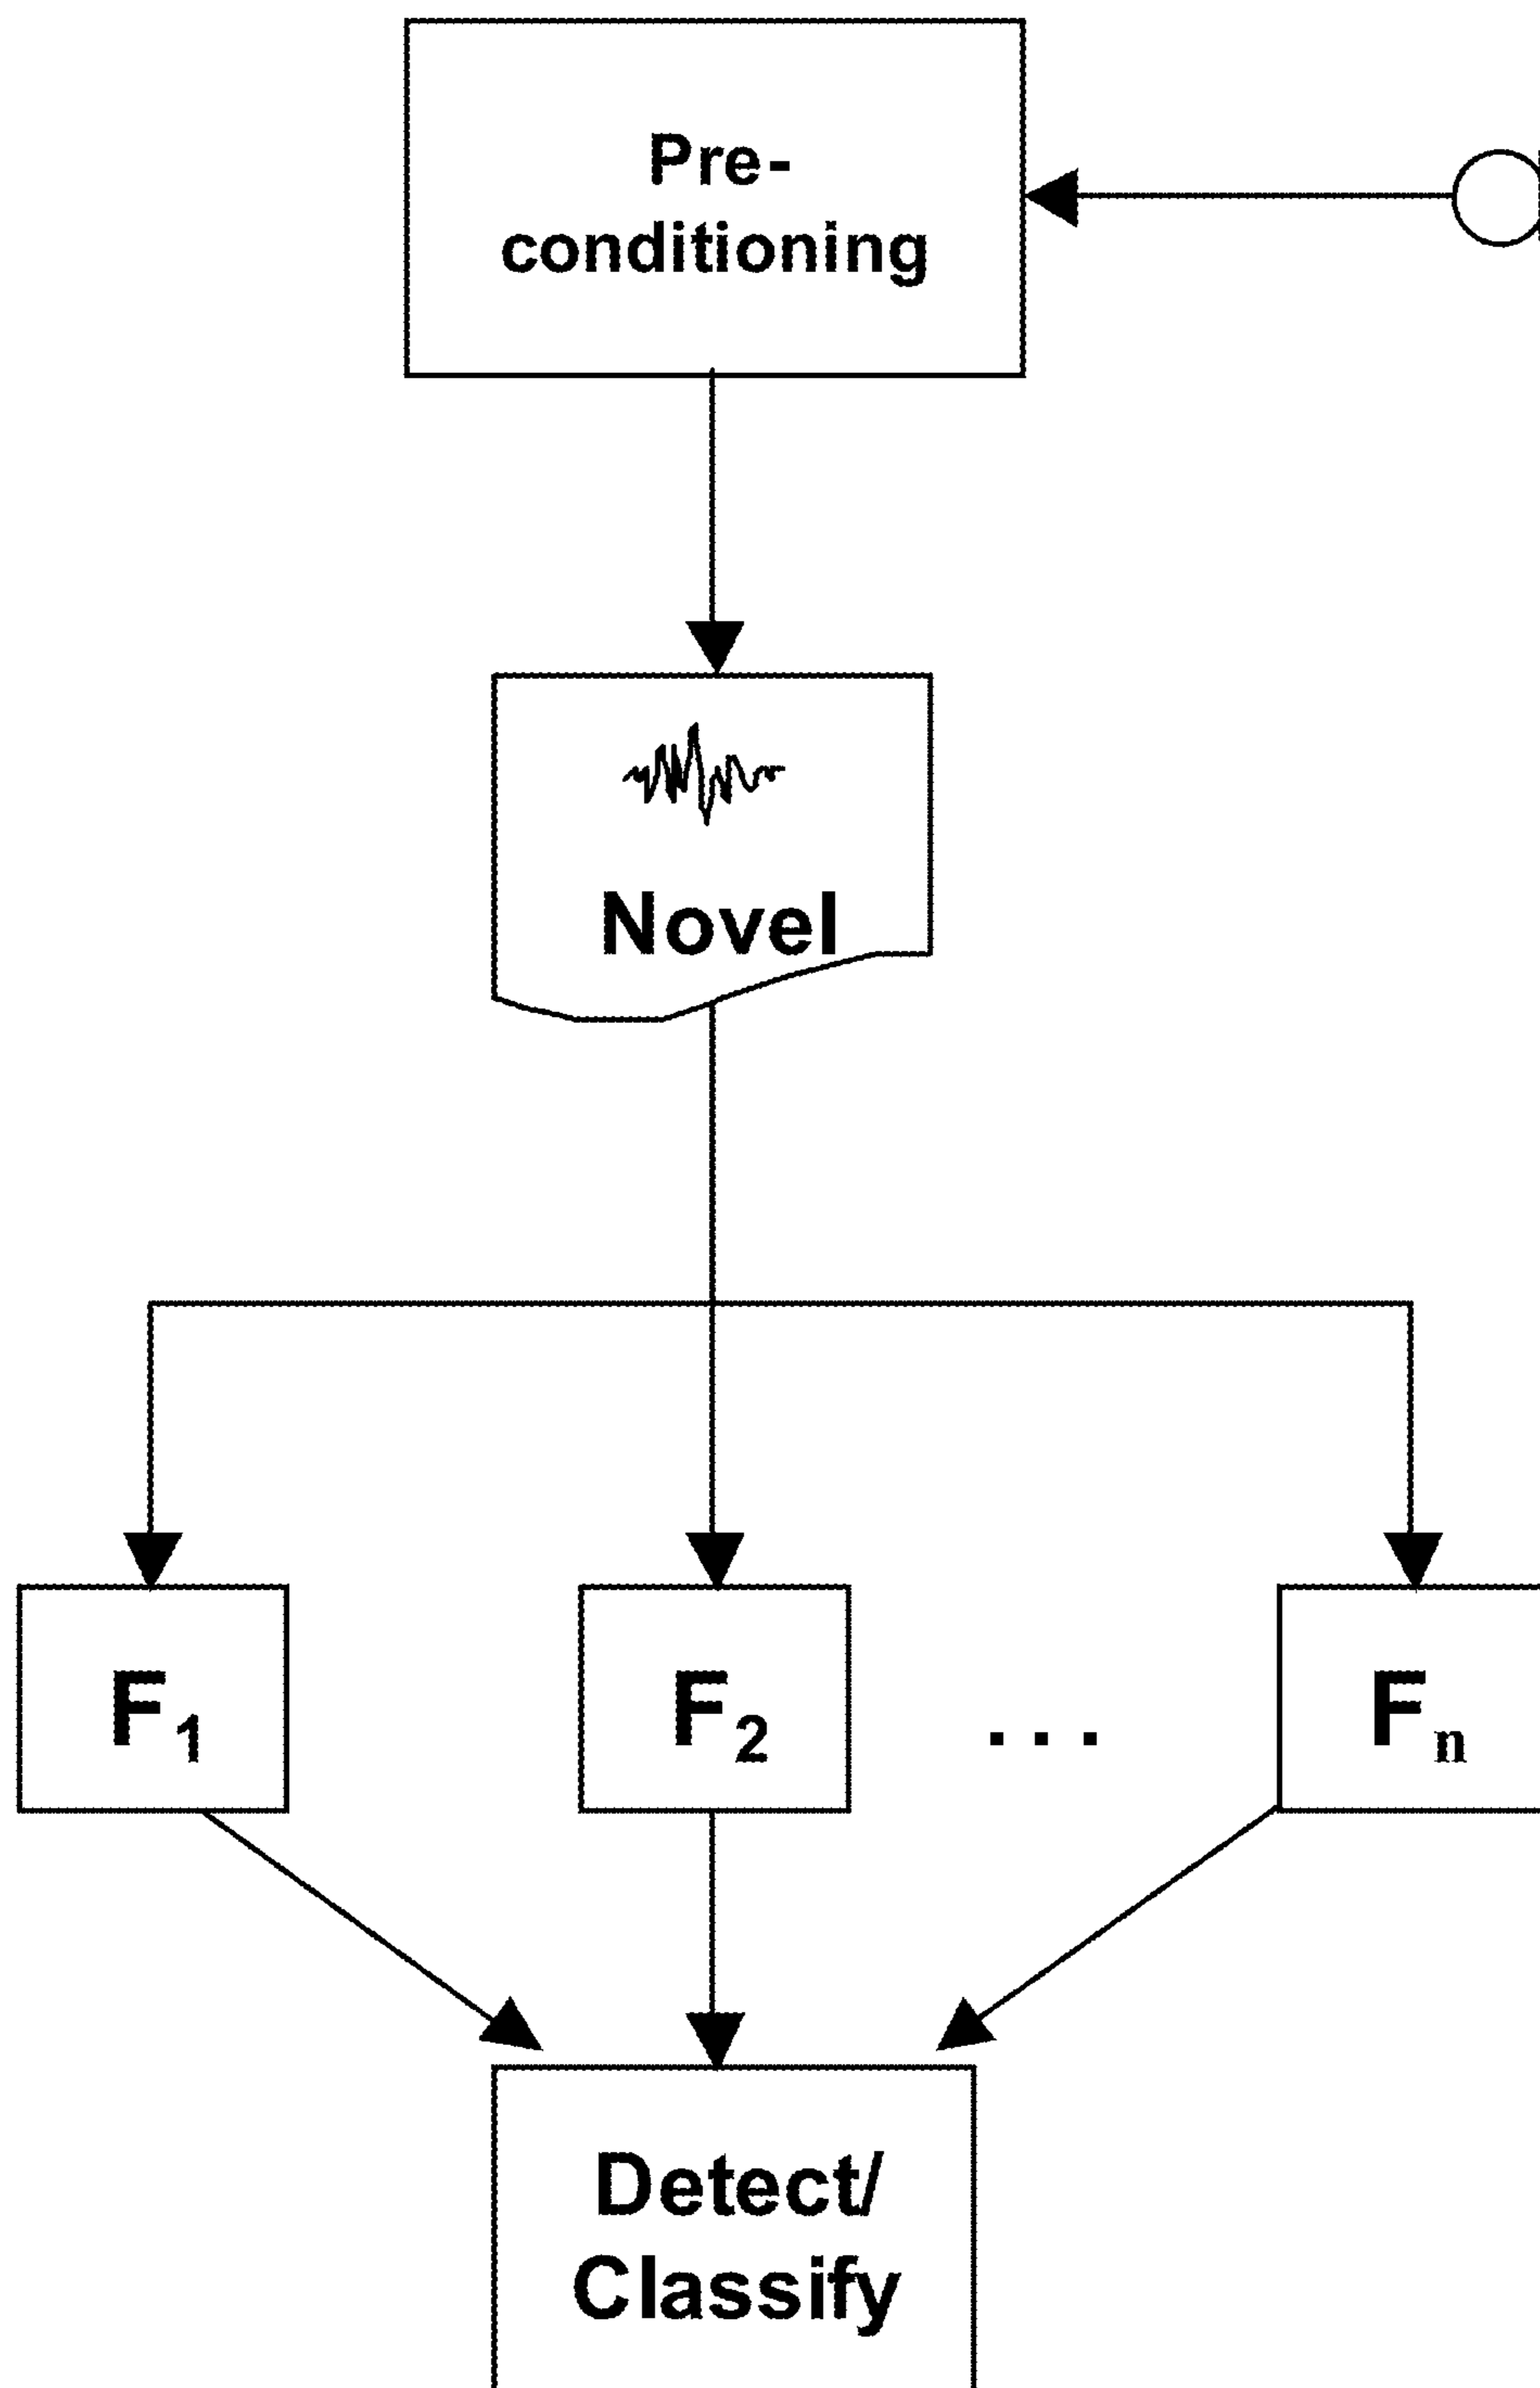 Pre-
conditioning
Novel
F1 F2 ... Fn
Detect/
Classify